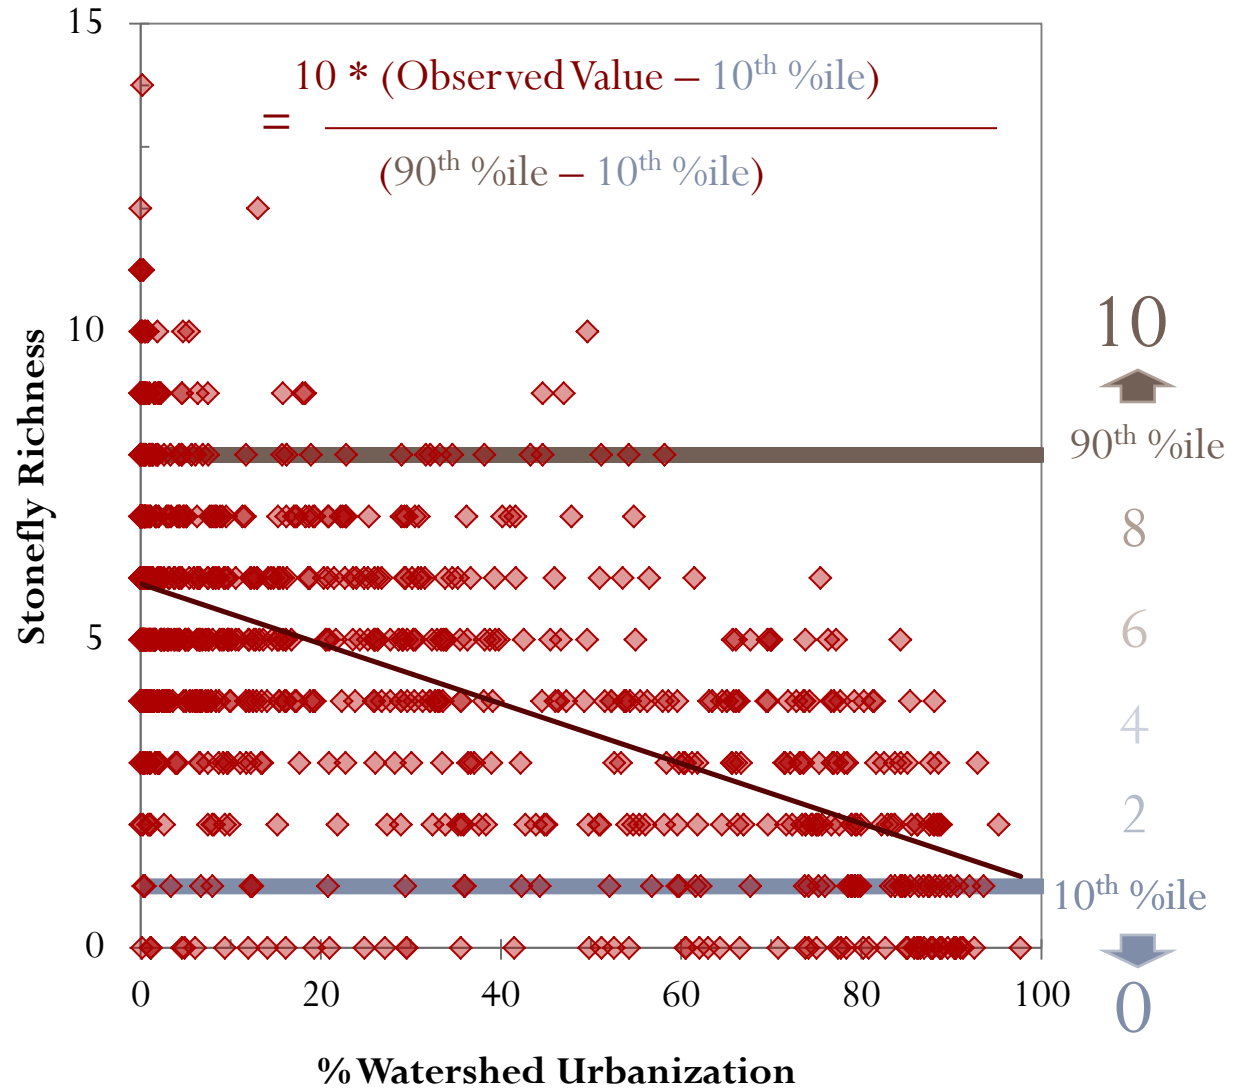 15
10 * (Observed Value – 10th %ile)
=
(90th %ile – 10th %ile)
10
10
90th %ile
8
Stonefly Richness
5
6
4
2
10th %ile
0
0
0 20 40 60 80 100
% Watershed Urbanization